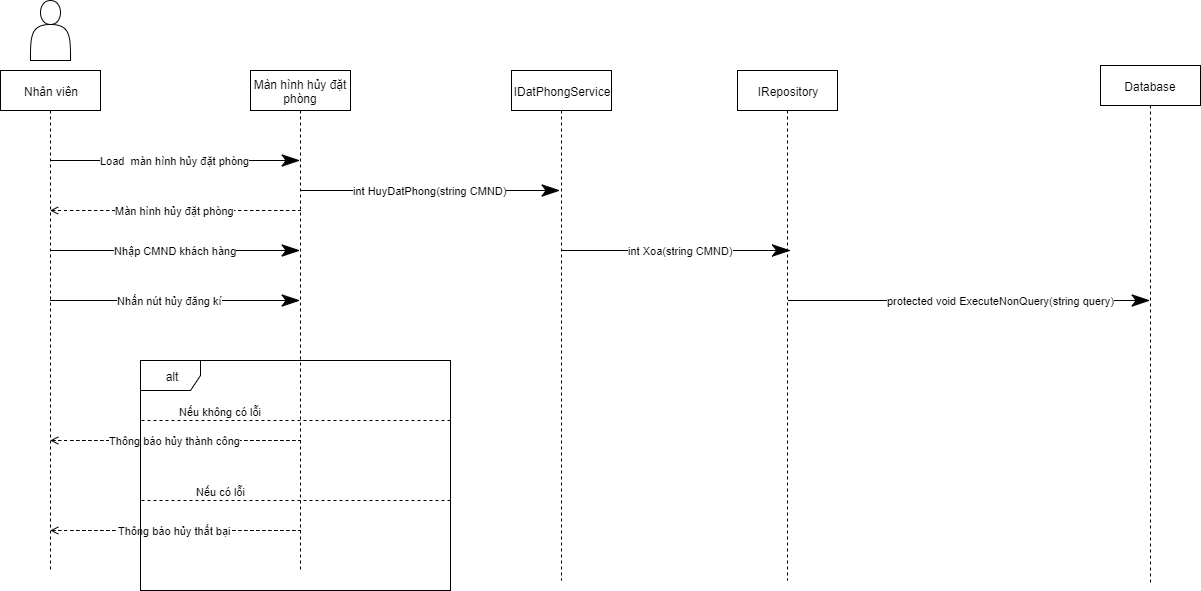 Nhân viên
Màn hình hủy đặt
phòng
IDatPhongService
IRepository
Database
Load màn hình hủy đặt phòng
int HuyDatPhong(string CMND)
Màn hình hủy đặt phòng
Nhập CMND khách hàng
int Xoa(string CMND)
Nhấn nút hủy đăng kí
protected void ExecuteNonQuery(string query)
alt
Nếu không có lỗi
Thông báo hủy thành công
Nếu có lỗi
Thông báo hủy thất bại